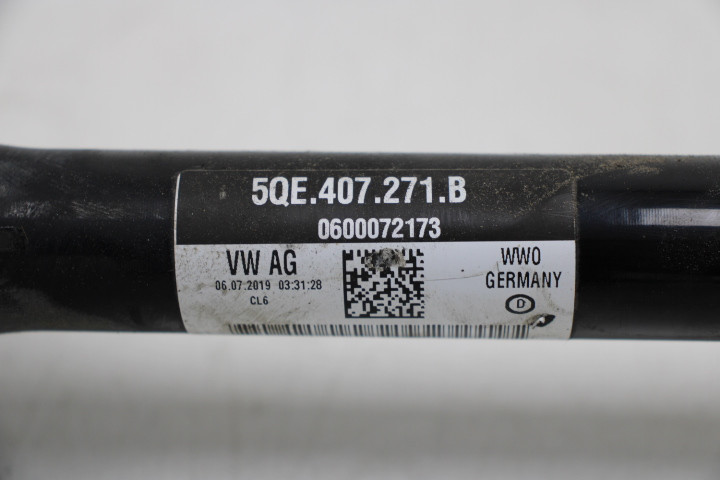 5QE.407.271.B
0600072173
VW AG
06.07.2019 03:31:28
CL6
WWO
GERMANY
D